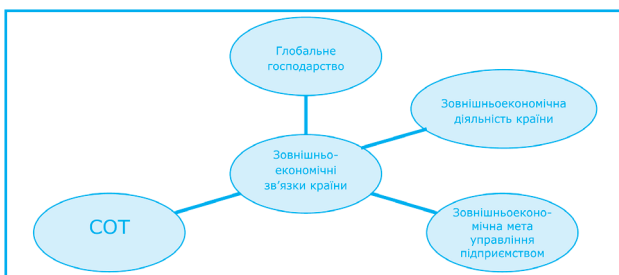 Глобальне
господарство
Зовнішньоекономічна
діяльність країни
Зовнішньо-
економічні
зв’язки країни
СОТ
Зовнішньоеконо-
мічна мета
управління
підприємством